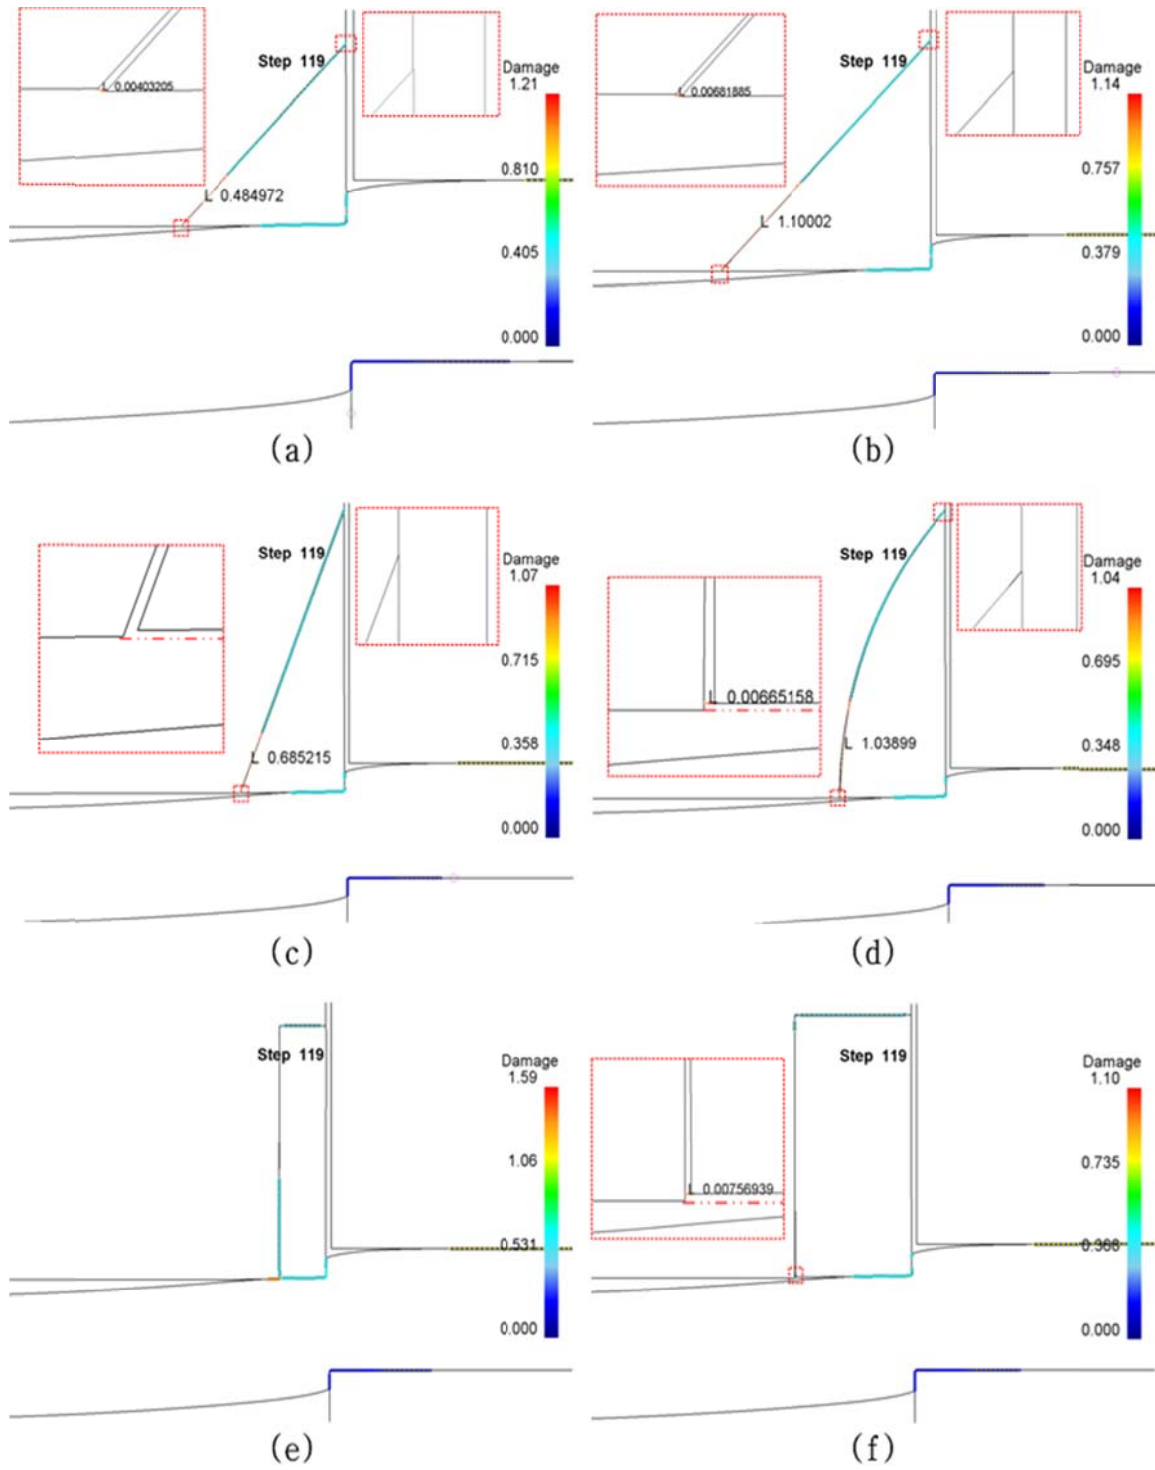 Step 119
L 0.00403205
L 0.484972
Damage
1.21
0.810
0.405
0.000
(a)
Step 119
L 0.00681885
L 1.10002
Damage
1.14
0.757
0.379
0.000
(b)
Step 119
L 0.685215
Damage
1.07
0.715
0.358
0.000
(c)
Step 119
L 0.00665158
L 1.03899
Damage
1.04
0.695
0.348
0.000
(d)
Step 119
Damage
1.59
1.06
0.531
0.000
(e)
Step 119
L 0.00756939
Damage
1.10
0.735
0.368
0.000
(f)